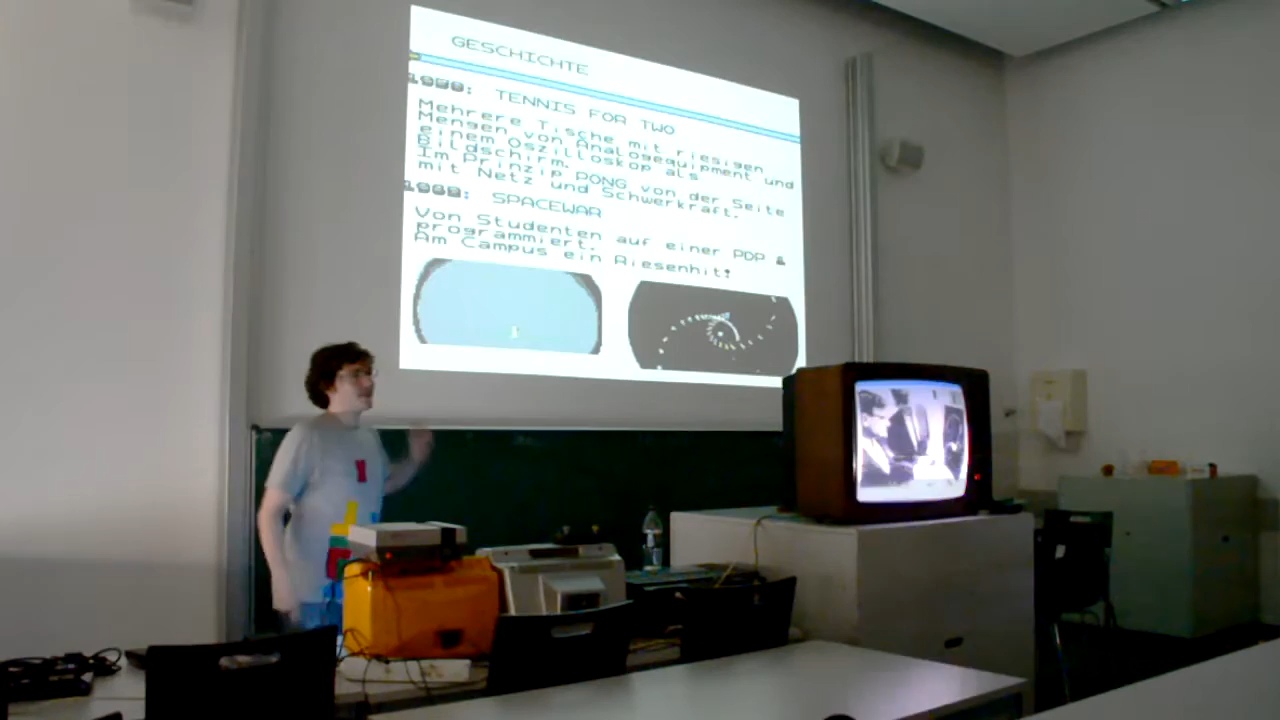 GESCHICHTE
1958: TENNIS FOR TWO
Mehrere Tische mit riesigen
Mengen von Analogequipment und
einem Oszilloskop als
Bildschirm.
Im Prinzip PONG von der Seite
mit Netz und Schwerkraft.
SPACEWAR
Von Studenten auf einer PDP
programmiert.
Am Campus ein Riesenhit!